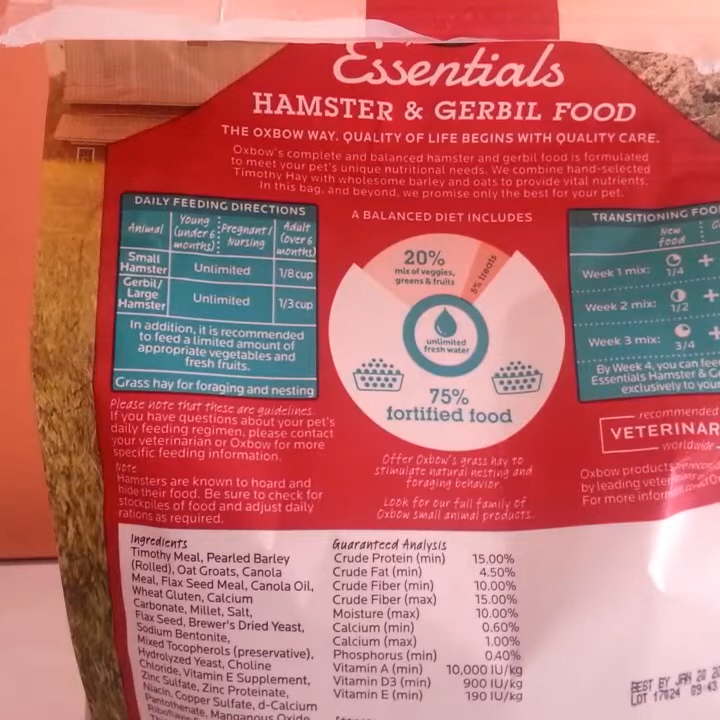 Essentials
HAMSTER & GERBIL FOOD
THE OXBOW WAY. QUALITY OF LIFE BEGINS WITH QUALITY CARE.
Oxbow's complete and balanced hamster and gerbil food is formulated
to meet your pet's unique nutritional needs. We combine hand-selected
Timothy Hay with wholesome barley and oats to provide vital nutrients.
In this bag, and beyond, we promise only the best for your pet.
DAILY FEEDING DIRECTIONS
Animal
Young (under 6 months)
Pregnant/ Nursing
Adult (over 6 months)
Small Hamster
Unlimited
1/8 cup
Gerbil/ Large Hamster
Unlimited
1/3 cup
In addition, it is recommended
to feed a limited amount of
appropriate vegetables and
fresh fruits.
Grass hay for foraging and nesting
Please note that these are guidelines.
If you have questions about your pet's
daily feeding regimen, please contact
your veterinarian or Oxbow for more
specific feeding information.
NOTE
Hamsters are known to hoard and
hide their food. Be sure to check for
stockpiles of food and adjust daily
rations as required.
A BALANCED DIET INCLUDES
20%
mix of veggies,
greens & fruits
5% treats
unlimited
fresh water
75%
fortified food
Offer Oxbow's grass hay to
stimulate natural nesting and
foraging behavior.
Look for our full family of
Oxbow small animal products.
TRANSITIONING FOO
New
food
Week 1 mix: 1/4 +
Week 2 mix: 1/2 +
Week 3 mix: 3/4 +
By Week 4, you can fee
Essentials Hamster & G
exclusively to your
recommended
VETERINAR
worldwide
Oxbow products
by leading veter
For more inform
Ingredients
Timothy Meal, Pearled Barley
(Rolled), Oat Groats, Canola
Meal, Flax Seed Meal, Canola Oil,
Wheat Gluten, Calcium
Carbonate, Millet, Salt,
Flax Seed, Brewer's Dried Yeast,
Sodium Bentonite,
Mixed Tocopherols (preservative),
Hydrolyzed Yeast, Choline
Chloride, Vitamin E Supplement,
Zinc Sulfate, Zinc Proteinate,
Niacin, Copper Sulfate, d-Calcium
Pantothenate, Manganous Oxide
Guaranteed Analysis
Crude Protein (min) 15.00%
Crude Fat (min) 4.50%
Crude Fiber (min) 10.00%
Crude Fiber (max) 15.00%
Moisture (max) 10.00%
Calcium (min) 0.60%
Calcium (max) 1.00%
Phosphorus (min) 0.40%
Vitamin A (min) 10,000 IU/kg
Vitamin D3 (min) 900 IU/kg
Vitamin E (min) 190 IU/kg
BEST BY JAN 20 20
LOT 17024 09:43